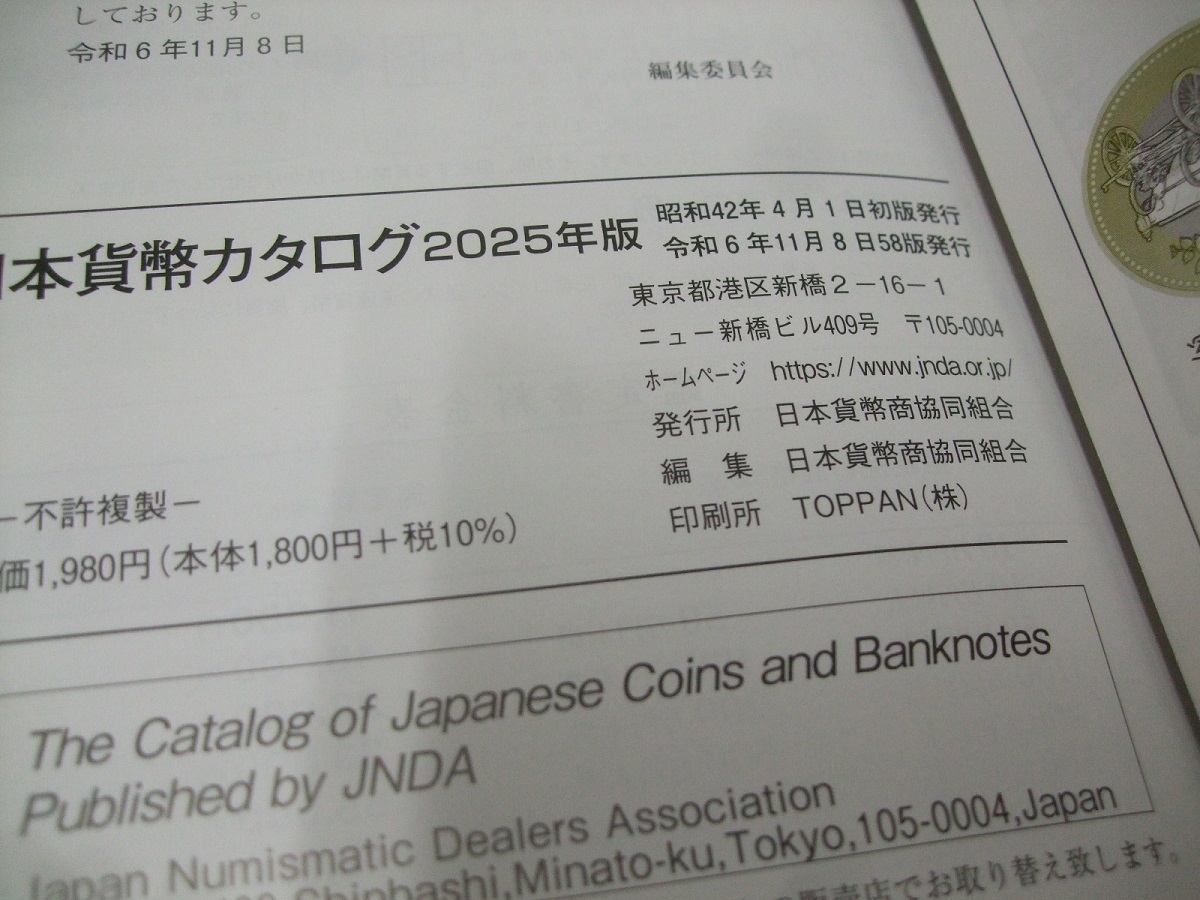 しております。
令和6年11月8日
編集委員会
日本貨幣カタログ2025年版
昭和42年4月1日初版発行
令和6年11月8日58版発行
東京都港区新橋2-16-1
ニュー新橋ビル409号 〒105-0004
ホームページ https://www.jnda.or.jp/
発行所 日本貨幣商協同組合
編集 日本貨幣商協同組合
印刷所 TOPPAN(株)
-不許複製-
価1,980円(本体1,800円+税10%)
The Catalog of Japanese Coins and Banknotes
Published by JNDA
Japan Numismatic Dealers Association
Shinbashi,Minato-ku,Tokyo,105-0004,Japan
の販売店でお取り替え致します。